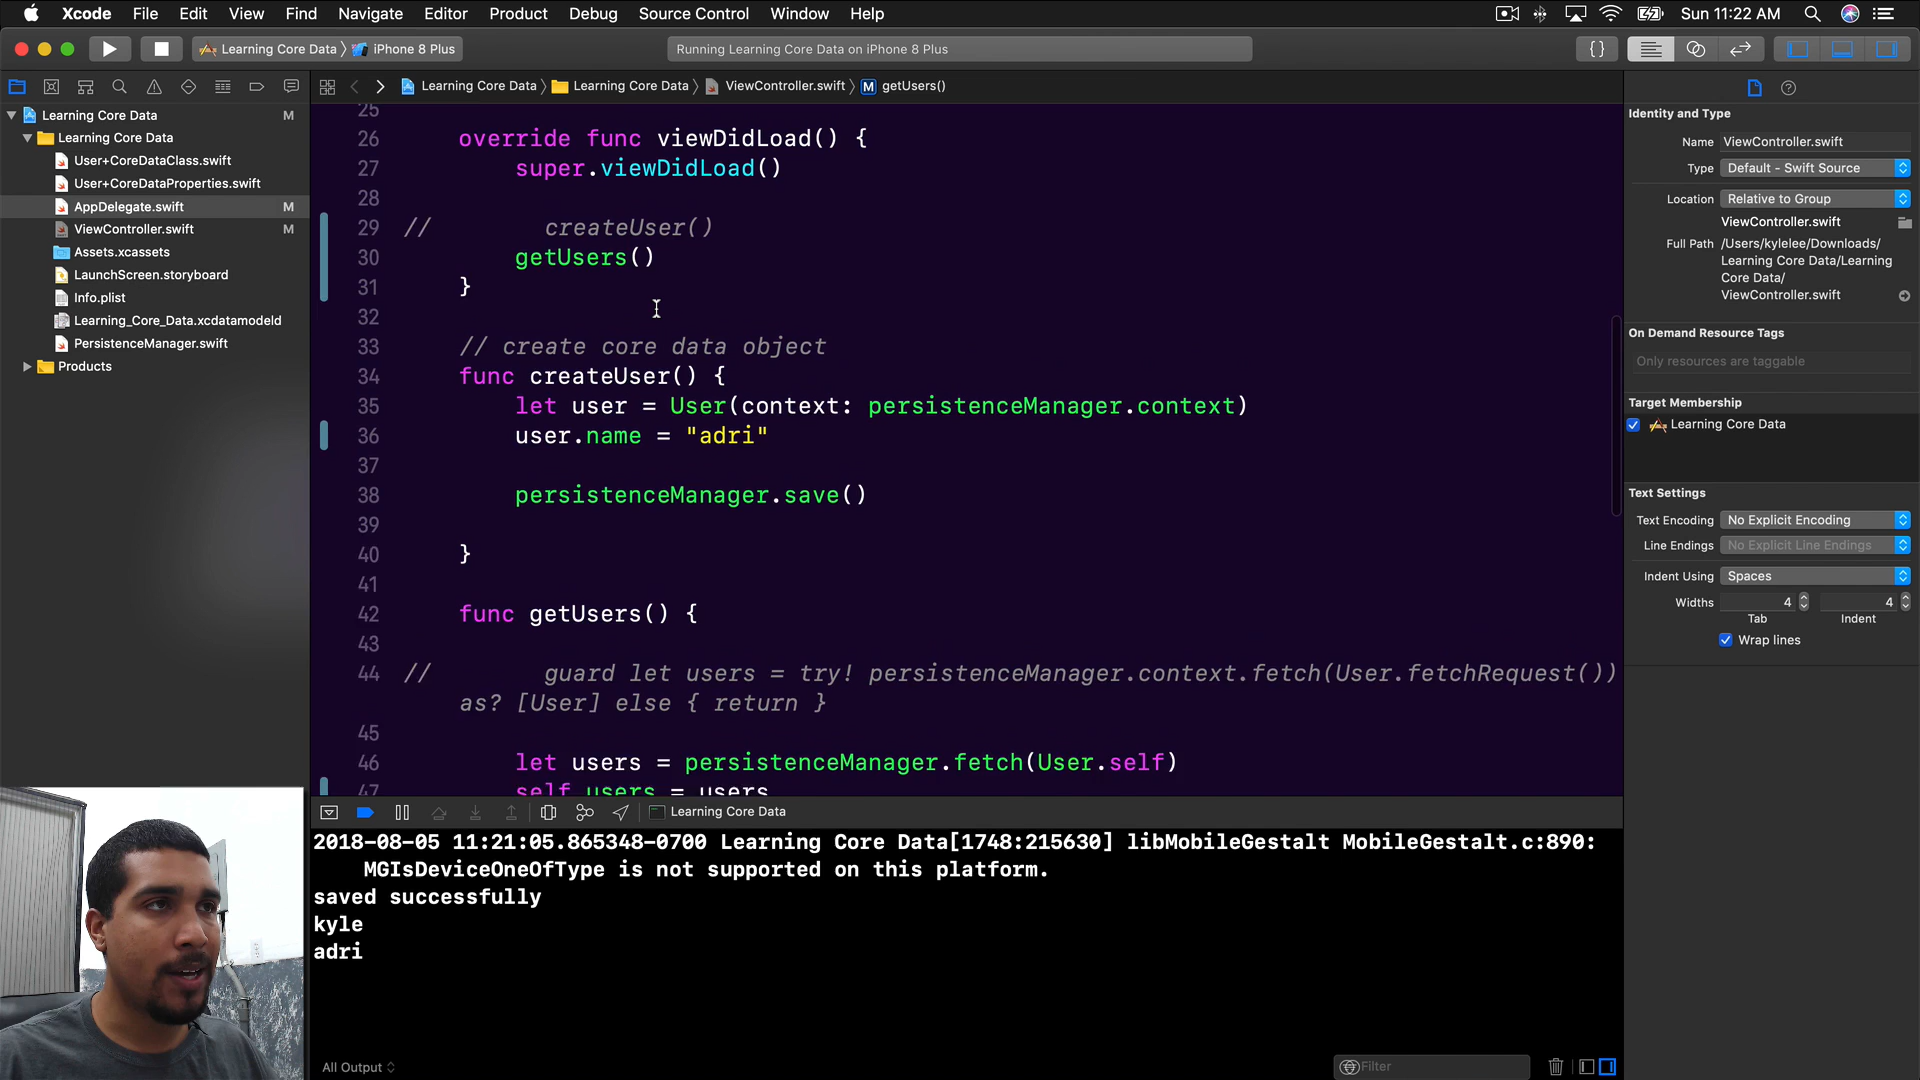 Xcode File Edit View Find Navigate Editor Product Debug Source Control Window Help Sun 11:22 AM
Learning Core Data iPhone 8 Plus Running Learning Core Data on iPhone 8 Plus
Learning Core Data Learning Core Data ViewController.swift M getUsers()
Learning Core Data M
Learning Core Data
User+CoreDataClass.swift
User+CoreDataProperties.swift
AppDelegate.swift M
ViewController.swift M
Assets.xcassets
LaunchScreen.storyboard
Info.plist
Learning_Core_Data.xcdatamodeld
PersistenceManager.swift
Products
25
26 override func viewDidLoad() {
27 super.viewDidLoad()
28
29 // createUser()
30 getUsers()
31 }
32
33 // create core data object
34 func createUser() {
35 let user = User(context: persistenceManager.context)
36 user.name = "adri"
37
38 persistenceManager.save()
39
40 }
41
42 func getUsers() {
43
44 // guard let users = try! persistenceManager.context.fetch(User.fetchRequest())
as? [User] else { return }
45
46 let users = persistenceManager.fetch(User.self)
47 self.users = users
Learning Core Data
2018-08-05 11:21:05.865348-0700 Learning Core Data[1748:215630] libMobileGestalt MobileGestalt.c:890:
MGIsDeviceOneOfType is not supported on this platform.
saved successfully
kyle
adri
All Output
Filter
Identity and Type
Name ViewController.swift
Type Default - Swift Source
Location Relative to Group
ViewController.swift
Full Path /Users/kylelee/Downloads/
Learning Core Data/Learning
Core Data/
ViewController.swift
On Demand Resource Tags
Only resources are taggable
Target Membership
Learning Core Data
Text Settings
Text Encoding No Explicit Encoding
Line Endings No Explicit Line Endings
Indent Using Spaces
Widths 4 4
Tab Indent
Wrap lines